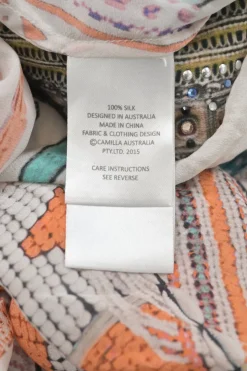 100% SILK
DESIGNED IN AUSTRALIA
MADE IN CHINA
FABRIC & CLOTHING DESIGN
©CAMILLA AUSTRALIA
PTY.LTD. 2015
CARE INSTRUCTIONS
SEE REVERSE